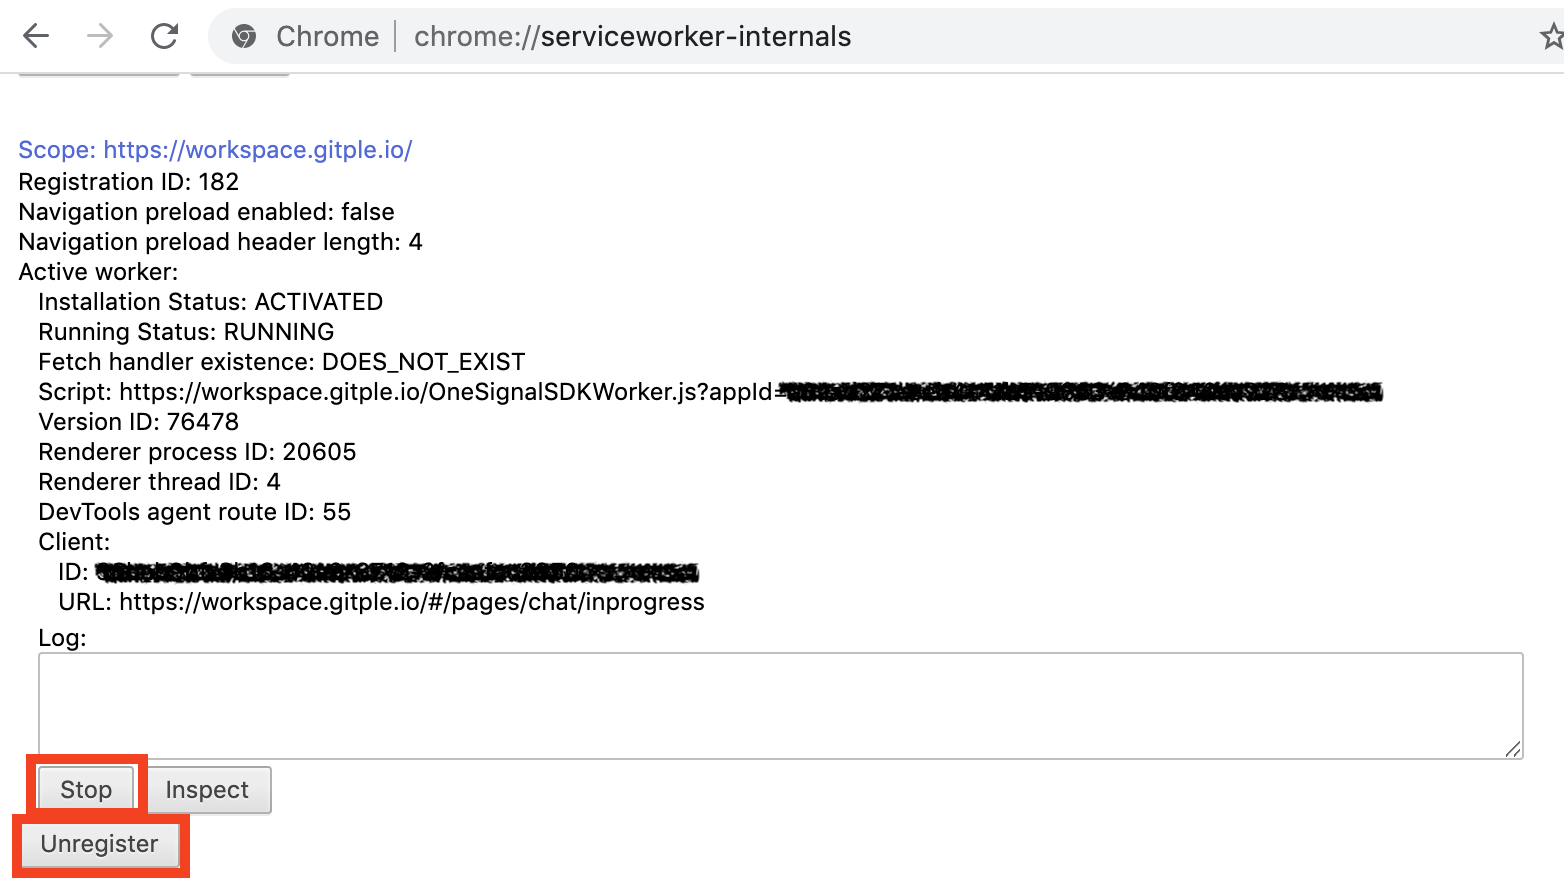 Chrome | chrome://serviceworker-internals
Scope: https://workspace.gitple.io/
Registration ID: 182
Navigation preload enabled: false
Navigation preload header length: 4
Active worker:
Installation Status: ACTIVATED
Running Status: RUNNING
Fetch handler existence: DOES_NOT_EXIST
Script: https://workspace.gitple.io/OneSignalSDKWorker.js?appId=
Version ID: 76478
Renderer process ID: 20605
Renderer thread ID: 4
DevTools agent route ID: 55
Client:
ID:
URL: https://workspace.gitple.io/#/pages/chat/inprogress
Log:
Stop Inspect
Unregister